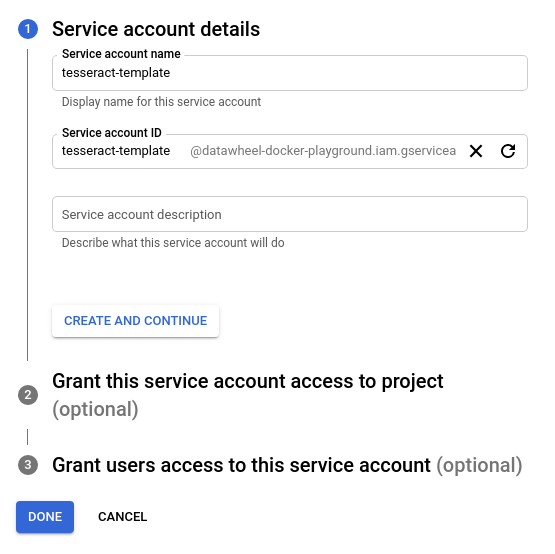 1 Service account details
Service account name
tesseract-template
Display name for this service account
Service account ID
tesseract-template @datawheel-docker-playground.iam.gservicea
Service account description
Describe what this service account will do
CREATE AND CONTINUE
2 Grant this service account access to project
(optional)
3 Grant users access to this service account (optional)
DONE CANCEL